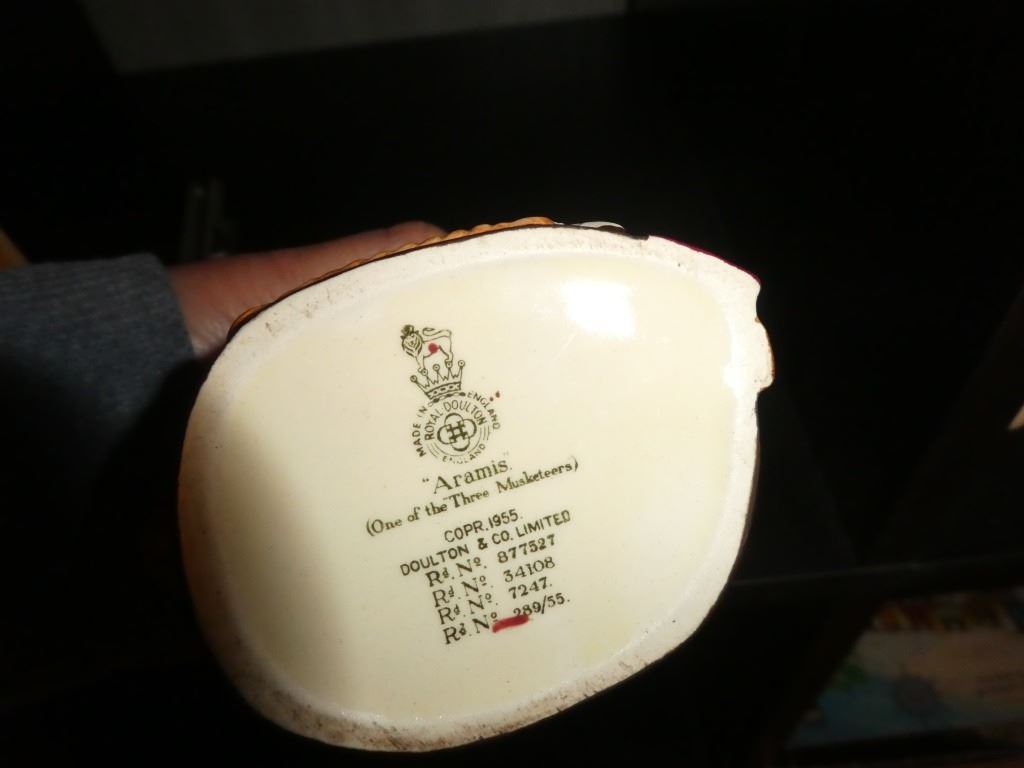 MADE IN ENGLAND
ROYAL DOULTON
ENGLAND
"Aramis"
(One of the "Three Musketeers)
COPR. 1955.
DOULTON & CO. LIMITED
Rd. No. 877527
Rd. No. 34108
Rd. No. 7247.
Rd. No 289/55.